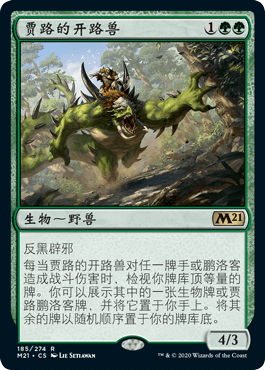 贾路的开路兽 1
生物～野兽 M21
反黑辟邪
每当贾路的开路兽对任一牌手或鹏洛客
造成战斗伤害时，检视你牌库顶等量的
牌。你可以展示其中的一张生物牌或贾
路鹏洛客牌，并将它置于你手上。将其
余的牌以随机顺序置于你的牌库底。
4/3
185/274 R
M21 • CS Lie Setiawan
™ & © 2020 Wizards of the Coast